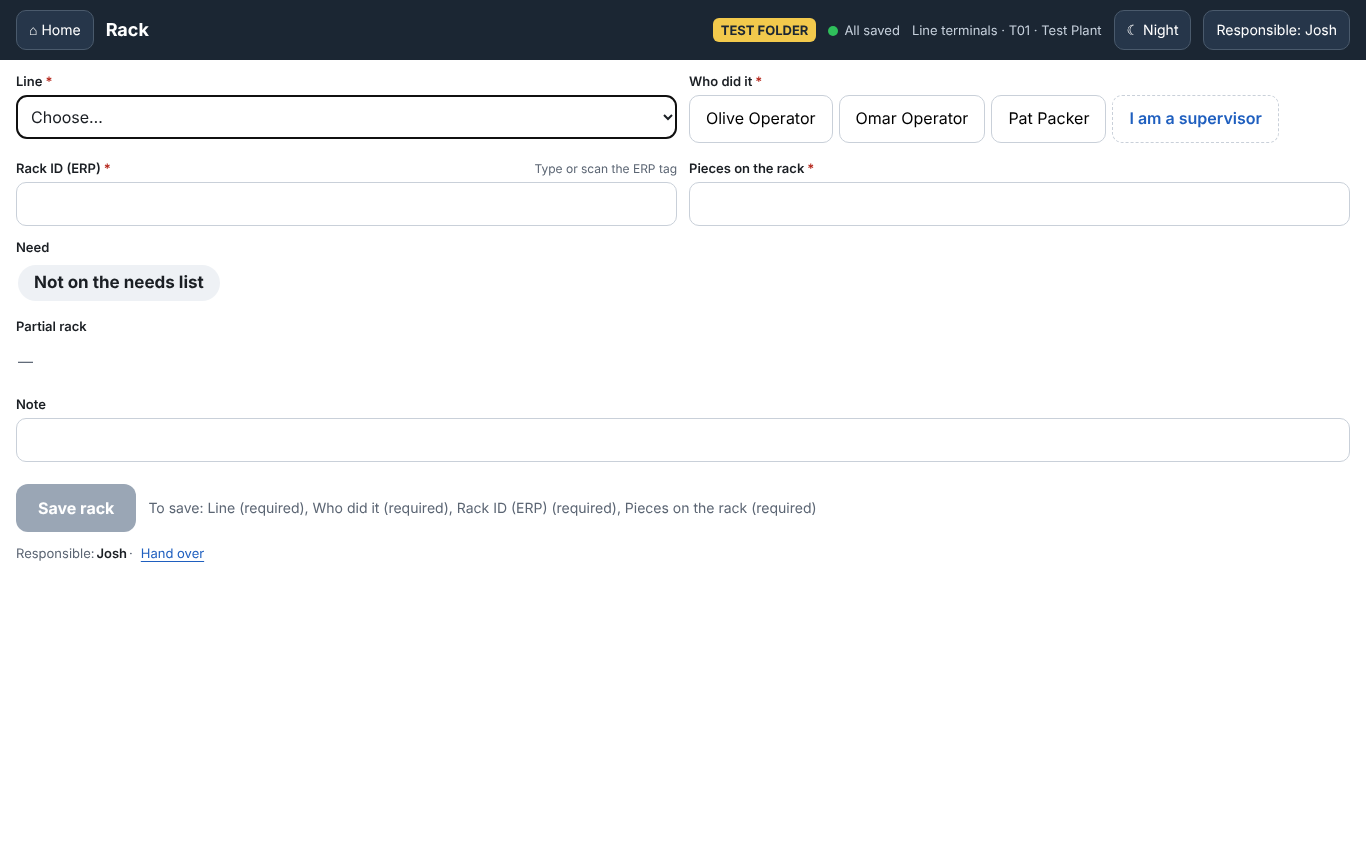 ⌂ Home
Rack
TEST FOLDER
All saved
Line terminals · T01 · Test Plant
☾ Night
Responsible: Josh
Line *
Who did it *
Choose...
Olive Operator
Omar Operator
Pat Packer
I am a supervisor
Rack ID (ERP) *
Type or scan the ERP tag
Pieces on the rack *
Need
Not on the needs list
Partial rack
—
Note
Save rack
To save: Line (required), Who did it (required), Rack ID (ERP) (required), Pieces on the rack (required)
Responsible: Josh · Hand over